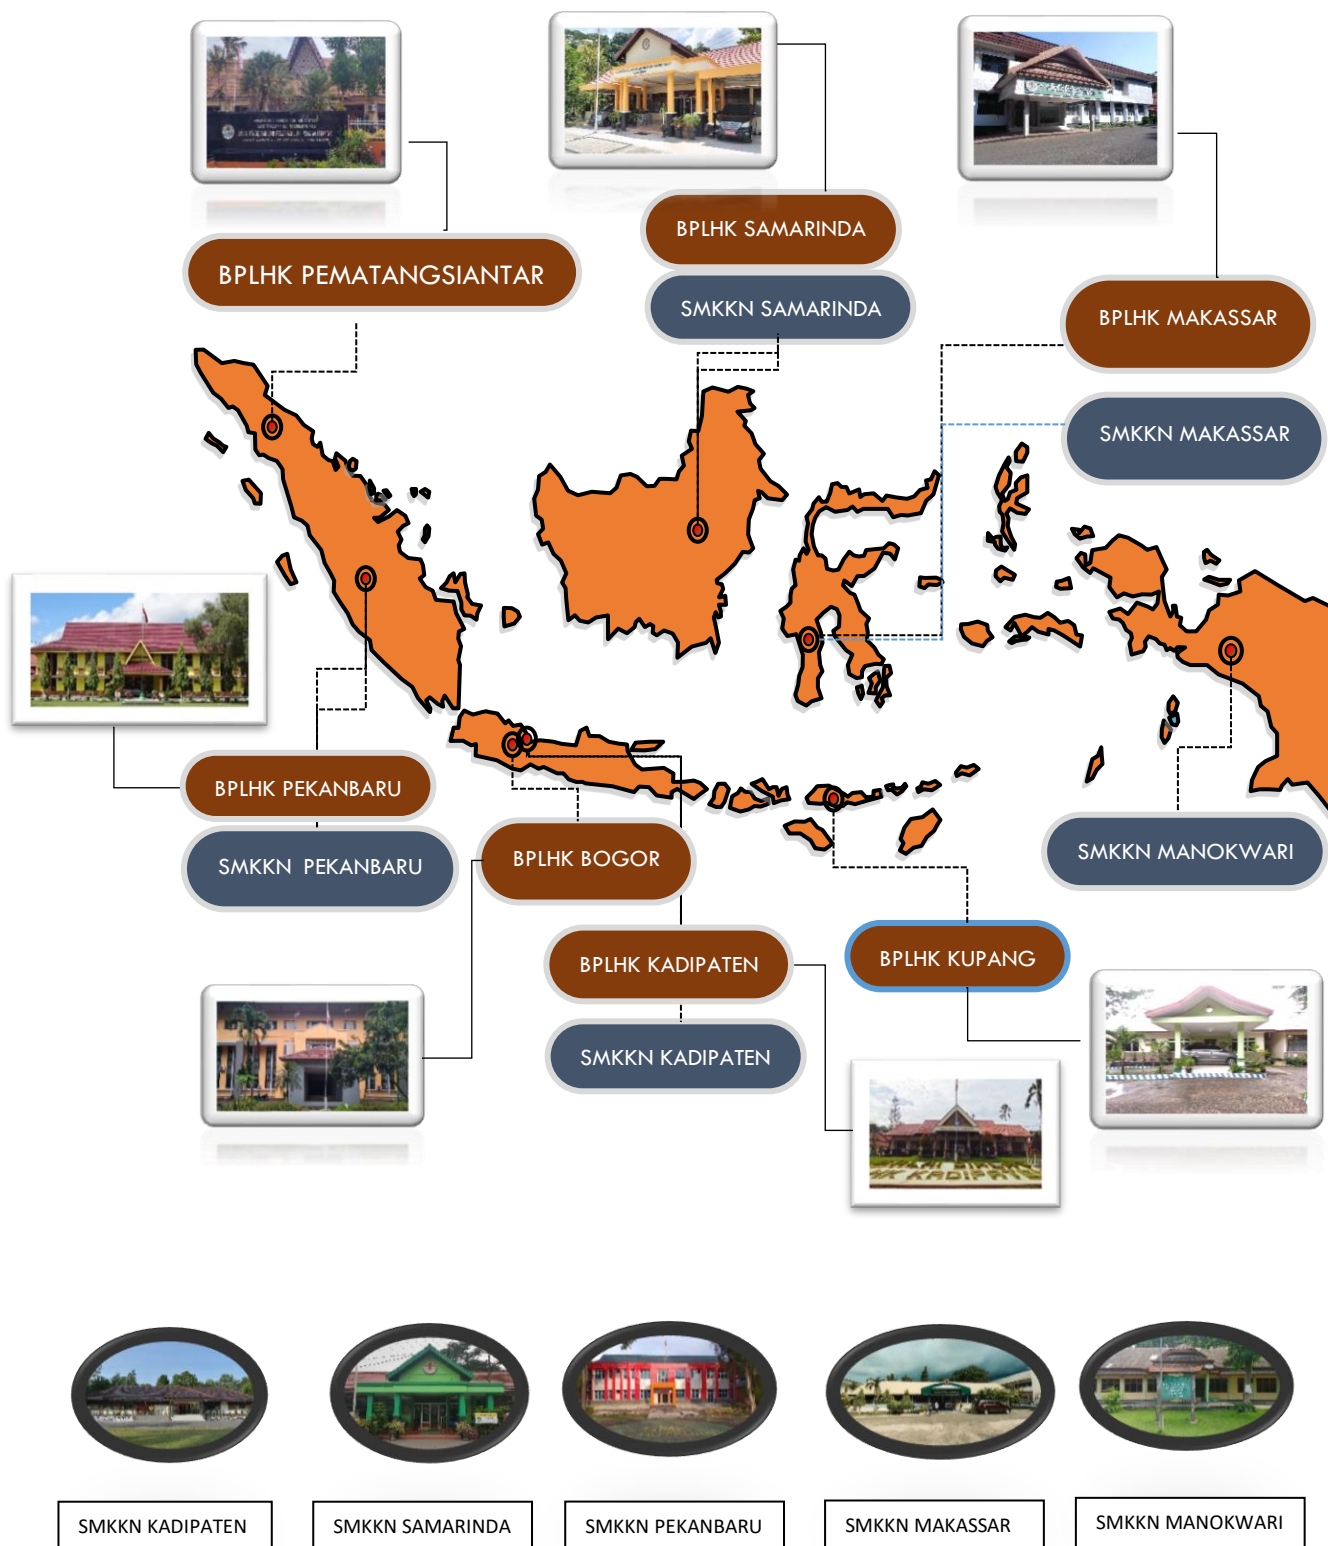 BPLHK SAMARINDA
BPLHK PEMATANGSIANTAR
SMKKN SAMARINDA
BPLHK MAKASSAR
SMKKN MAKASSAR
BPLHK PEKANBARU
SMKKN  PEKANBARU
BPLHK BOGOR
SMKKN MANOKWARI
BPLHK KADIPATEN
BPLHK KUPANG
SMKKN KADIPATEN
SMKKN KADIPATEN
SMKKN SAMARINDA
SMKKN PEKANBARU
SMKKN MAKASSAR
SMKKN MANOKWARI